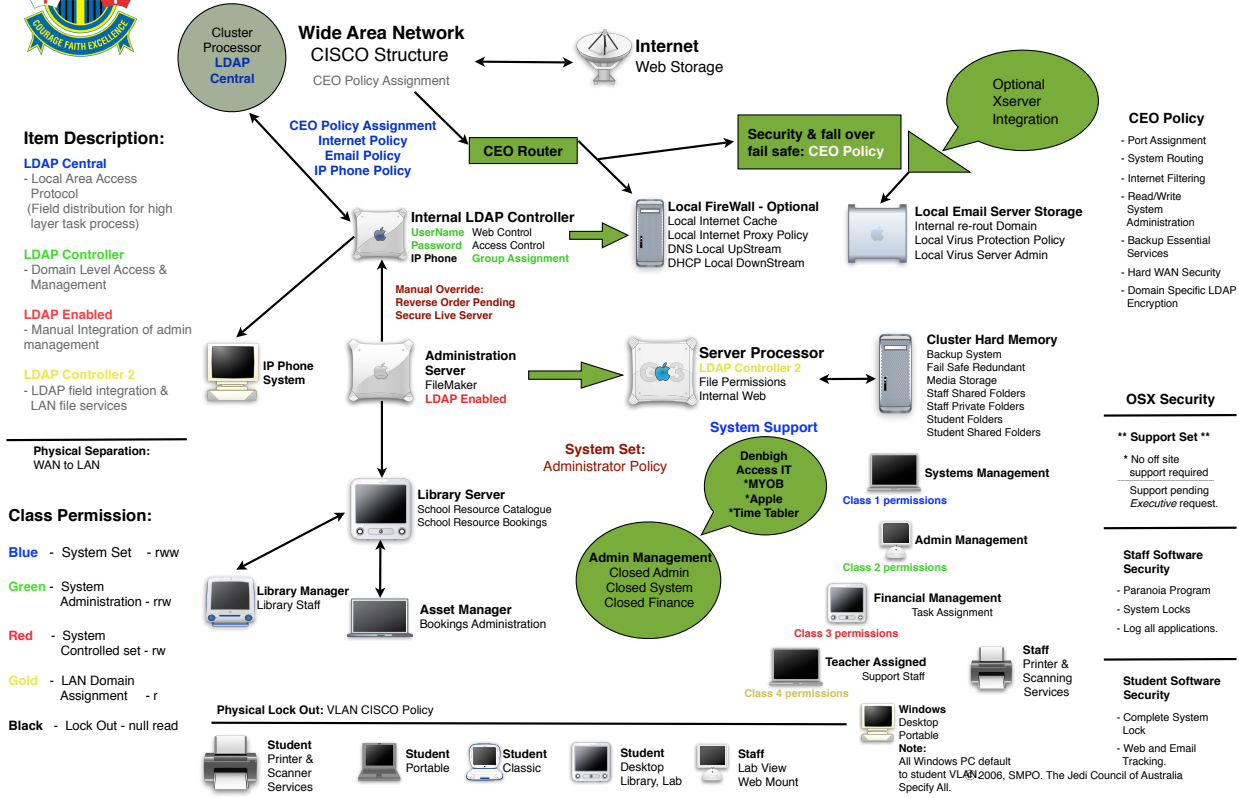 COURAGE FAITH EXCELLENCE
Cluster
Processor
LDAP
Central
Wide Area Network
CISCO Structure
CEO Policy Assignment
Internet
Web Storage
Optional
Xserver
Integration
CEO Policy Assignment
Internet Policy
Email Policy
IP Phone Policy
CEO Router
Security & fall over
fail safe: CEO Policy
Item Description:
LDAP Central
- Local Area Access
Protocol
(Field distribution for high
layer task process)
LDAP Controller
- Domain Level Access &
Management
LDAP Enabled
- Manual Integration of admin
management
LDAP Controller 2
- LDAP field integration &
LAN file services
Physical Separation:
WAN to LAN
Class Permission:
Blue - System Set - rww
Green - System
Administration - rrw
Red - System
Controlled set - rw
Gold - LAN Domain
Assignment - r
Black - Lock Out - null read
Internal LDAP Controller
UserName Web Control
Password Access Control
IP Phone Group Assignment
Local FireWall - Optional
Local Internet Cache
Local Internet Proxy Policy
DNS Local UpStream
DHCP Local DownStream
Local Email Server Storage
Internal re-rout Domain
Local Virus Protection Policy
Local Virus Server Admin
Manual Override:
Reverse Order Pending
Secure Live Server
IP Phone
System
Administration
Server
FileMaker
LDAP Enabled
G3
Server Processor
LDAP Controller 2
File Permissions
Internal Web
Cluster Hard Memory
Backup System
Fail Safe Redundant
Media Storage
Staff Shared Folders
Staff Private Folders
Student Folders
Student Shared Folders
System Support
System Set:
Administrator Policy
Denbigh
Access IT
*MYOB
*Apple
*Time Tabler
Admin Management
Closed Admin
Closed System
Closed Finance
Library Server
School Resource Catalogue
School Resource Bookings
Library Manager
Library Staff
Asset Manager
Bookings Administration
Systems Management
Class 1 permissions
Admin Management
Class 2 permissions
Financial Management
Task Assignment
Class 3 permissions
Teacher Assigned
Support Staff
Class 4 permissions
Staff
Printer &
Scanning
Services
Physical Lock Out: VLAN CISCO Policy
Student
Printer &
Scanner
Services
Student
Portable
Student
Classic
Student
Desktop
Library, Lab
Staff
Lab View
Web Mount
Windows
Desktop
Portable
Note:
All Windows PC default
to student VLAN.
Specify All.
CEO Policy
- Port Assignment
- System Routing
- Internet Filtering
- Read/Write
System
Administration
- Backup Essential
Services
- Hard WAN Security
- Domain Specific LDAP
Encryption
OSX Security
** Support Set **
* No off site
support required
Support pending
Executive request.
Staff Software
Security
- Paranoia Program
- System Locks
- Log all applications.
Student Software
Security
- Complete System
Lock
- Web and Email
Tracking.
© 2006, SMPO. The Jedi Council of Australia